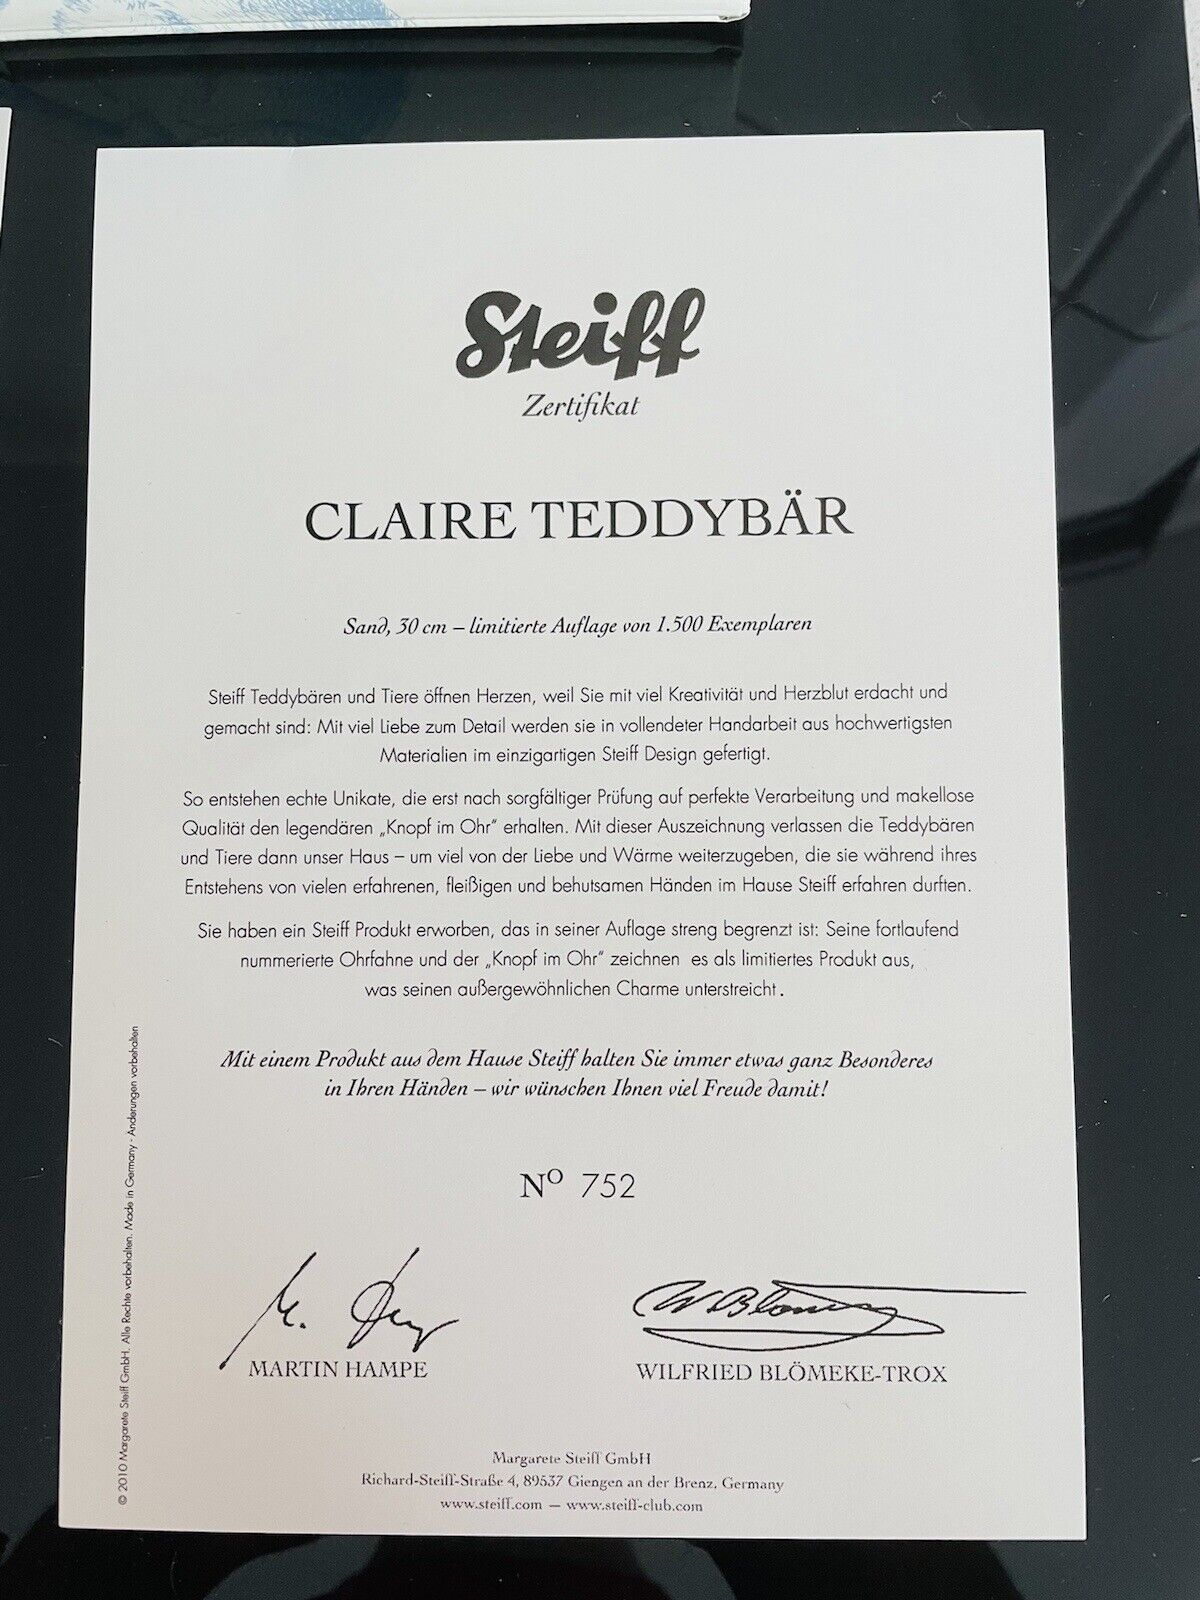 Steiff
Zertifikat
CLAIRE TEDDYBÄR
Sand, 30 cm – limitierte Auflage von 1.500 Exemplaren
Steiff Teddybären und Tiere öffnen Herzen, weil Sie mit viel Kreativität und Herzblut erdacht und
gemacht sind: Mit viel Liebe zum Detail werden sie in vollendeter Handarbeit aus hochwertigsten
Materialien im einzigartigen Steiff Design gefertigt.
So entstehen echte Unikate, die erst nach sorgfältiger Prüfung auf perfekte Verarbeitung und makellose
Qualität den legendären „Knopf im Ohr“ erhalten. Mit dieser Auszeichnung verlassen die Teddybären
und Tiere dann unser Haus – um viel von der Liebe und Wärme weiterzugeben, die sie während ihres
Entstehens von vielen erfahrenen, fleißigen und behutsamen Händen im Hause Steiff erfahren durften.
Sie haben ein Steiff Produkt erworben, das in seiner Auflage streng begrenzt ist: Seine fortlaufend
nummerierte Ohrfahne und der „Knopf im Ohr“ zeichnen es als limitiertes Produkt aus,
was seinen außergewöhnlichen Charme unterstreicht.
Mit einem Produkt aus dem Hause Steiff halten Sie immer etwas ganz Besonderes
in Ihren Händen – wir wünschen Ihnen viel Freude damit!
Nº 752
MARTIN HAMPE
WILFRIED BLÖMEKE-TROX
Margarete Steiff GmbH
Richard-Steiff-Straße 4, 89537 Giengen an der Brenz, Germany
www.steiff.com — www.steiff-club.com
© 2010 Margarete Steiff GmbH. Alle Rechte vorbehalten. Made in Germany · Änderungen vorbehalten